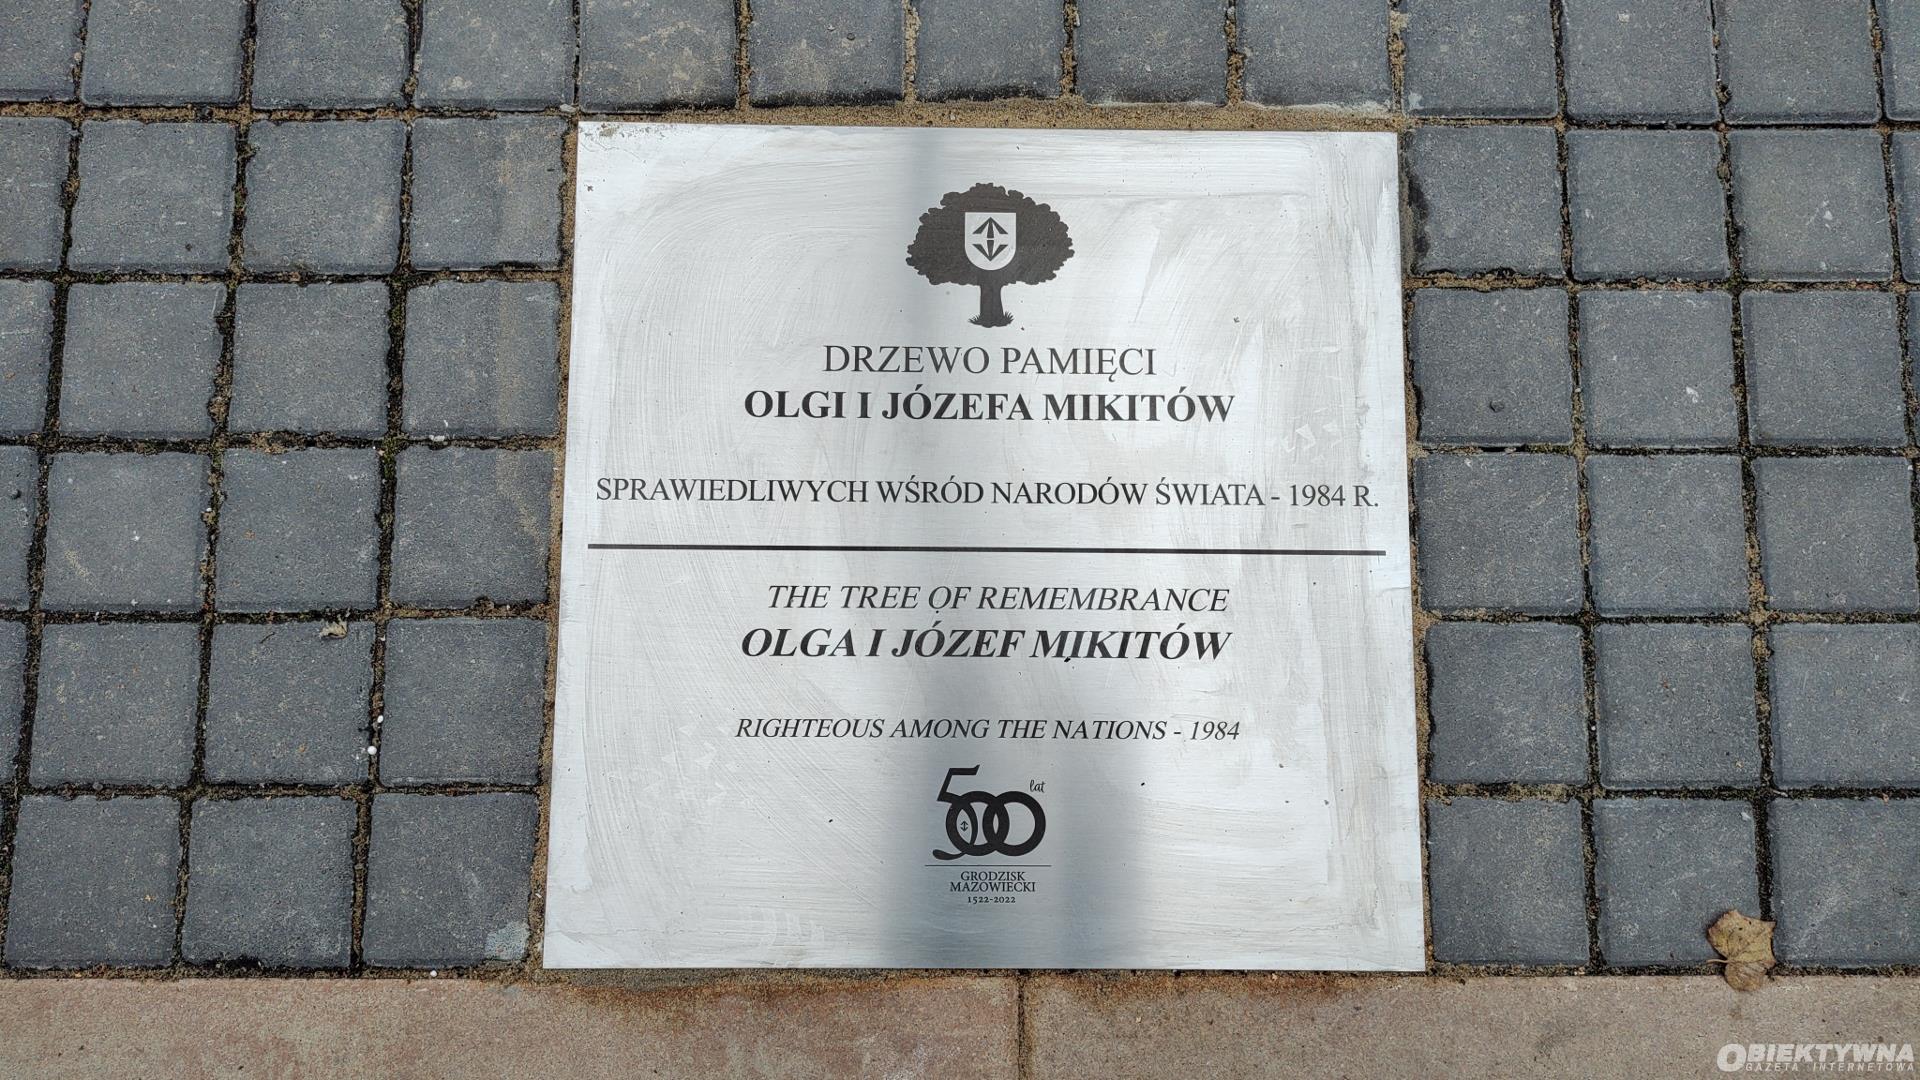 DRZEWO PAMIĘCI
OLGI I JÓZEFA MIKITÓW
SPRAWIEDLIWYCH WŚRÓD NARODÓW ŚWIATA - 1984 R.
THE TREE OF REMEMBRANCE
OLGA I JÓZEF MIKITÓW
RIGHTEOUS AMONG THE NATIONS - 1984
500 lat
GRODZISK
MAZOWIECKI
1522-2022
OBIEKTYWNA
GAZETA INTERNETOWA